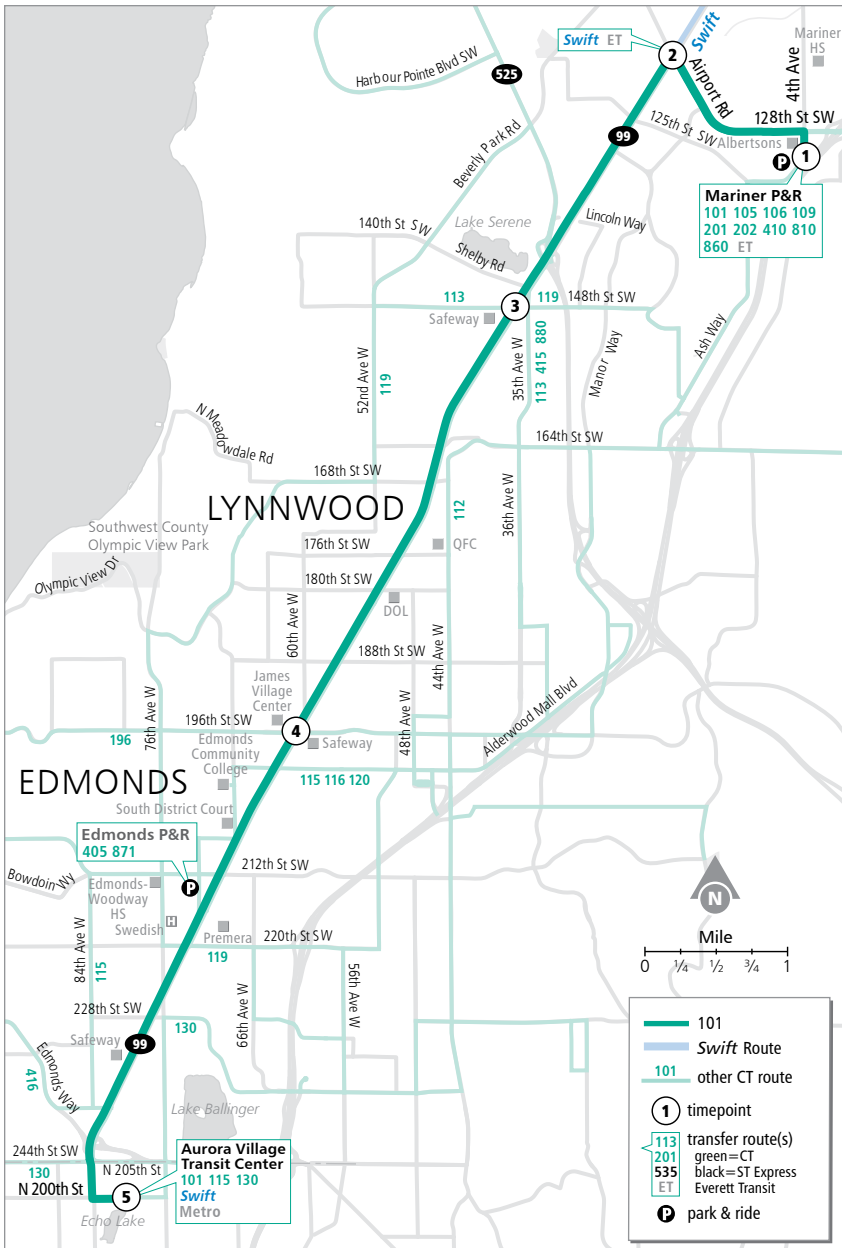 Swift ET
2
Swift
Mariner
HS
4th Ave
Harbour Pointe Blvd SW
525
Airport Rd
128th St SW
99
125th St SW
Albertsons
P
1
Beverly Park Rd
Mariner P&R
101 105 106 109
201 202 410 810
860 ET
Lake Serene
Lincoln Way
140th St SW
Shelby Rd
113
3
119
148th St SW
Safeway
52nd Ave W
119
35th Ave W
113 415 880
Manor Way
Ash Way
N Meadowdale Rd
164th St SW
168th St SW
LYNNWOOD
112
36th Ave W
Southwest County
Olympic View Park
176th St SW
QFC
Olympic View Dr
180th St SW
DOL
60th Ave W
188th St SW
44th Ave W
James
Village
Center
76th Ave W
196th St SW
4
48th Ave W
Alderwood Mall Blvd
196
Edmonds
Community
College
Safeway
EDMONDS
115 116 120
South District Court
Edmonds P&R
405 871
212th St SW
Bowdoin Wy
P
Edmonds-
Woodway
HS
Swedish
H
Premera
220th St SW
119
84th Ave W
115
66th Ave W
56th Ave W
N
Mile
0 ¼ ½ ¾ 1
228th St SW
130
Safeway
99
Edmonds Way
416
Lake Ballinger
244th St SW
130
N 205th St
N 200th St
5
Echo Lake
Aurora Village
Transit Center
101 115 130
Swift
Metro
101
Swift Route
101 other CT route
1 timepoint
113 transfer route(s)
201 green=CT
535 black=ST Express
ET Everett Transit
P park & ride